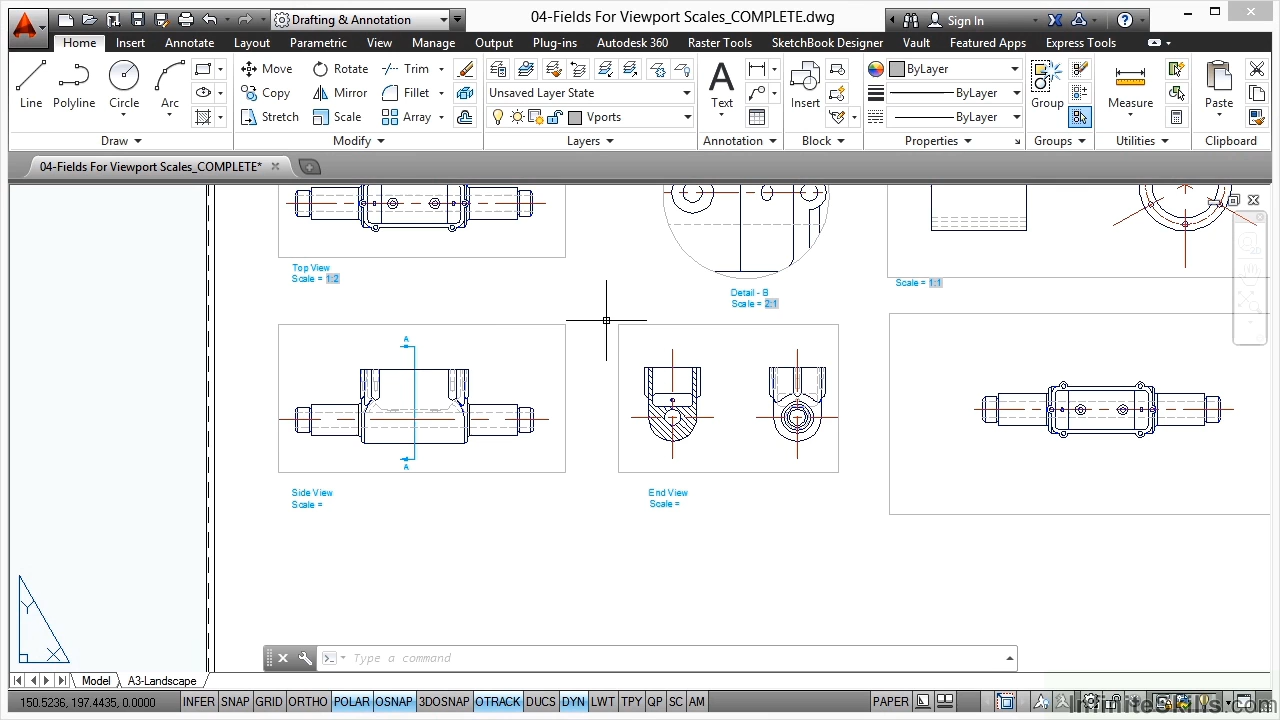 Drafting & Annotation
04-Fields For Viewport Scales_COMPLETE.dwg
Sign In
Home Insert Annotate Layout Parametric View Manage Output Plug-ins Autodesk 360 Raster Tools SketchBook Designer Vault Featured Apps Express Tools
Line
Polyline
Circle
Arc
Move
Rotate
Trim
Copy
Mirror
Fillet
Stretch
Scale
Array
Unsaved Layer State
Vports
Text
Insert
ByLayer
ByLayer
ByLayer
Group
Measure
Paste
Draw
Modify
Layers
Annotation
Block
Properties
Groups
Utilities
Clipboard
04-Fields For Viewport Scales_COMPLETE*
Top View
Scale = 1:2
Detail - B
Scale = 2:1
Scale = 1:1
A
A
Side View
Scale =
End View
Scale =
Y
X
Type a command
Model A3-Landscape
150.5236, 197.4435, 0.0000 INFER SNAP GRID ORTHO POLAR OSNAP 3DOSNAP OTRACK DUCS DYN LWT TPY QP SC AM PAPER
InfiniteSkills.com